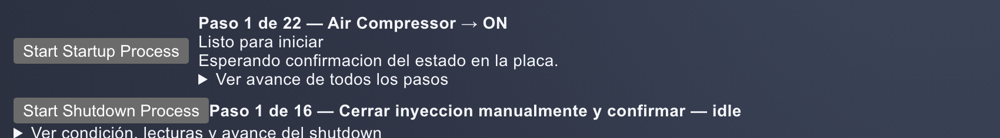 Paso 1 de 22 — Air Compressor → ON
Start Startup Process
Listo para iniciar
Esperando confirmacion del estado en la placa.
▶ Ver avance de todos los pasos
Start Shutdown Process Paso 1 de 16 — Cerrar inyeccion manualmente y confirmar — idle
▶ Ver condición, lecturas y avance del shutdown